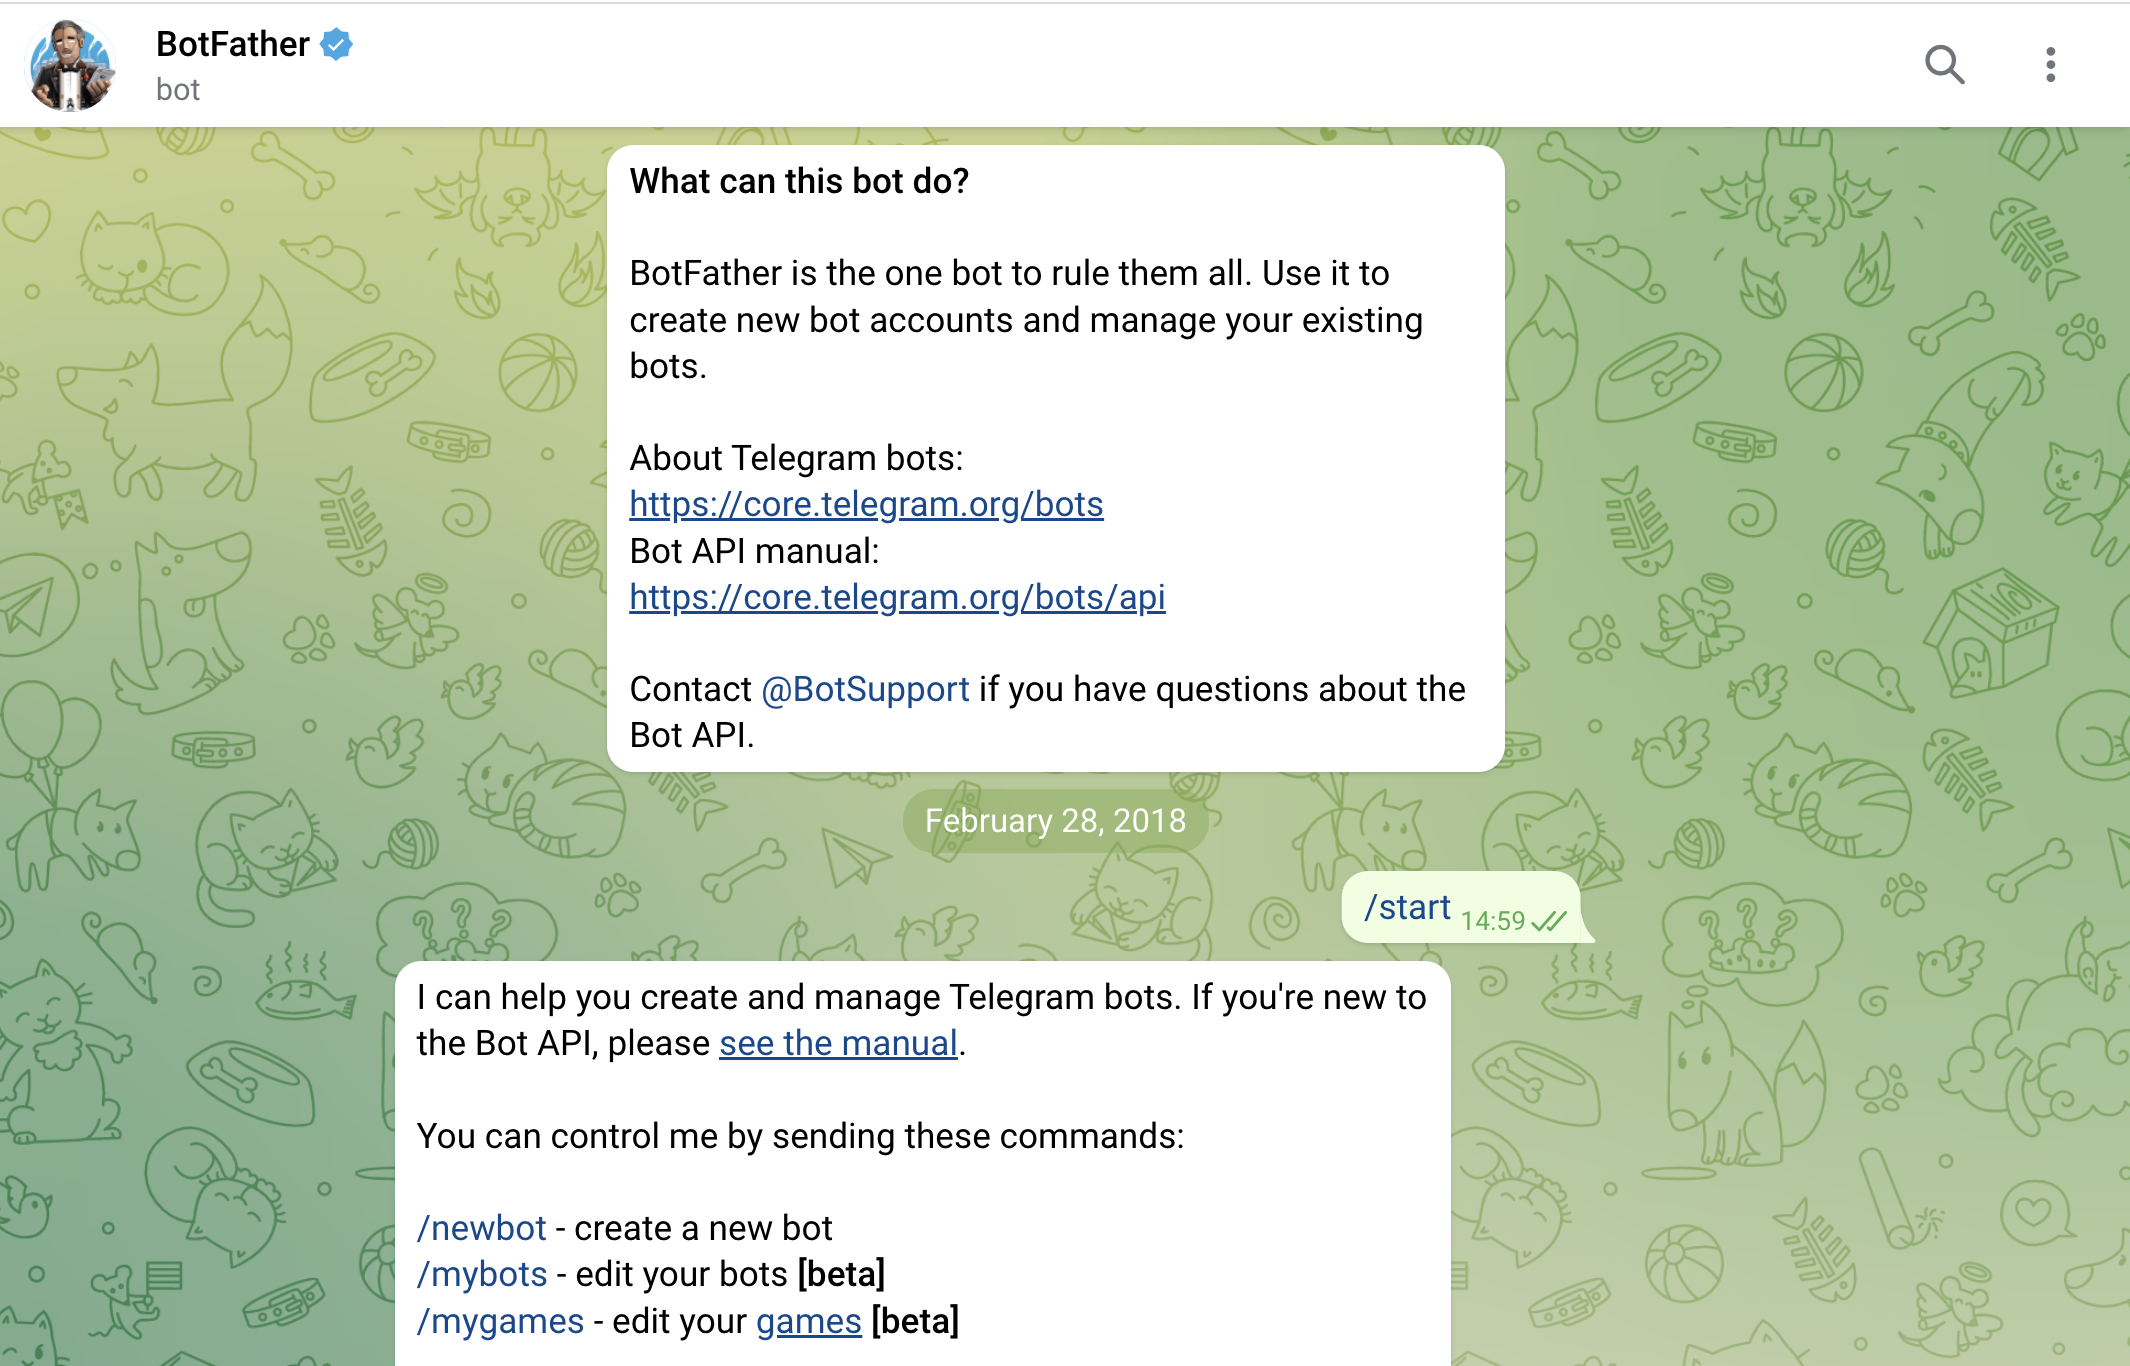 BotFather
bot
What can this bot do?
BotFather is the one bot to rule them all. Use it to
create new bot accounts and manage your existing
bots.
About Telegram bots:
https://core.telegram.org/bots
Bot API manual:
https://core.telegram.org/bots/api
Contact @BotSupport if you have questions about the
Bot API.
February 28, 2018
/start 14:59
I can help you create and manage Telegram bots. If you're new to
the Bot API, please see the manual.
You can control me by sending these commands:
/newbot - create a new bot
/mybots - edit your bots [beta]
/mygames - edit your games [beta]